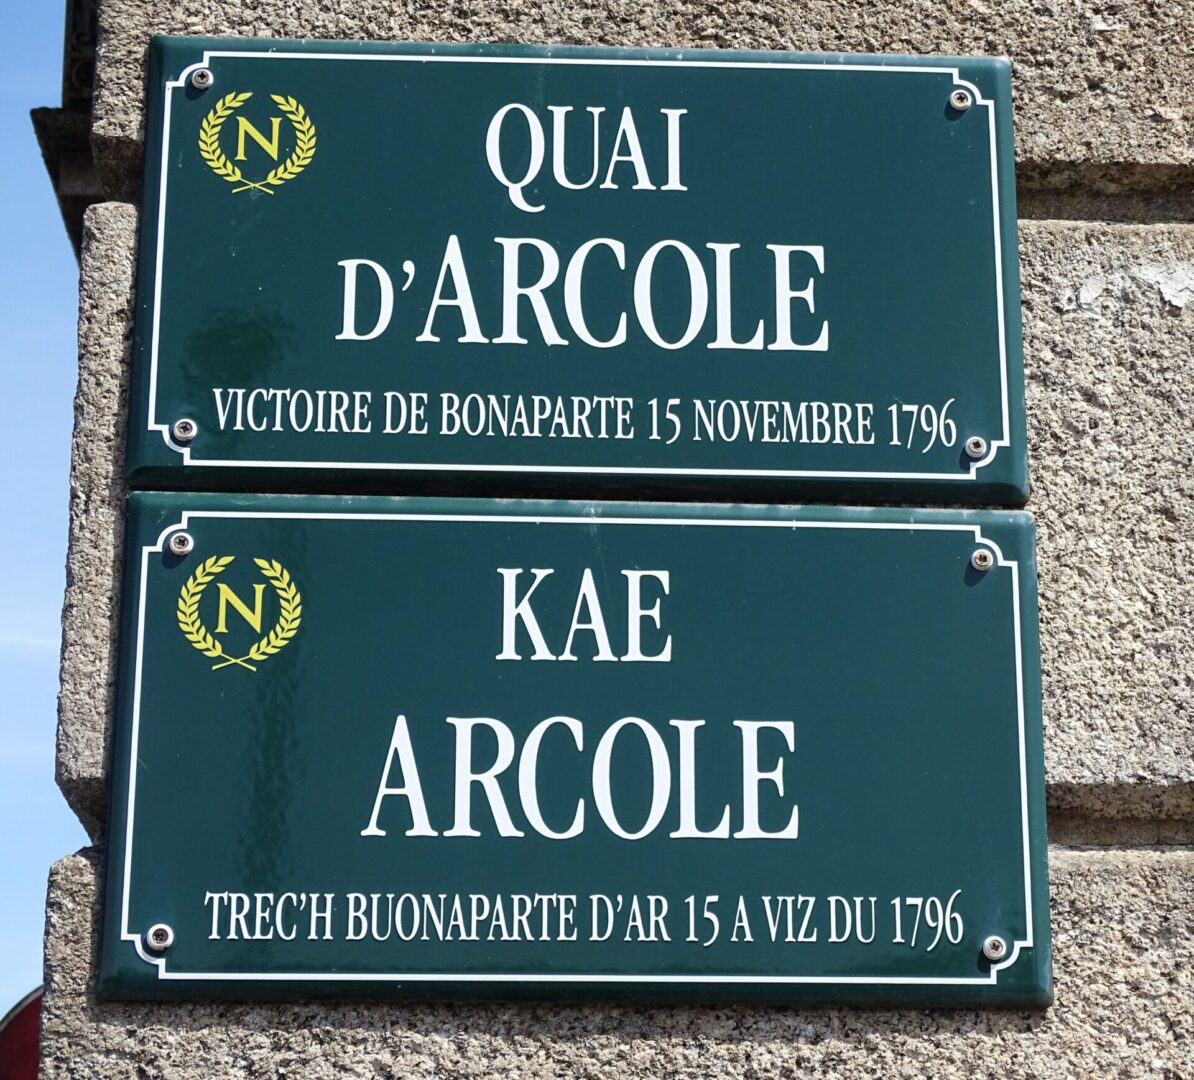 N
QUAI
D'ARCOLE
VICTOIRE DE BONAPARTE 15 NOVEMBRE 1796
N
KAE
ARCOLE
TREC'H BUONAPARTE D'AR 15 A VIZ DU 1796